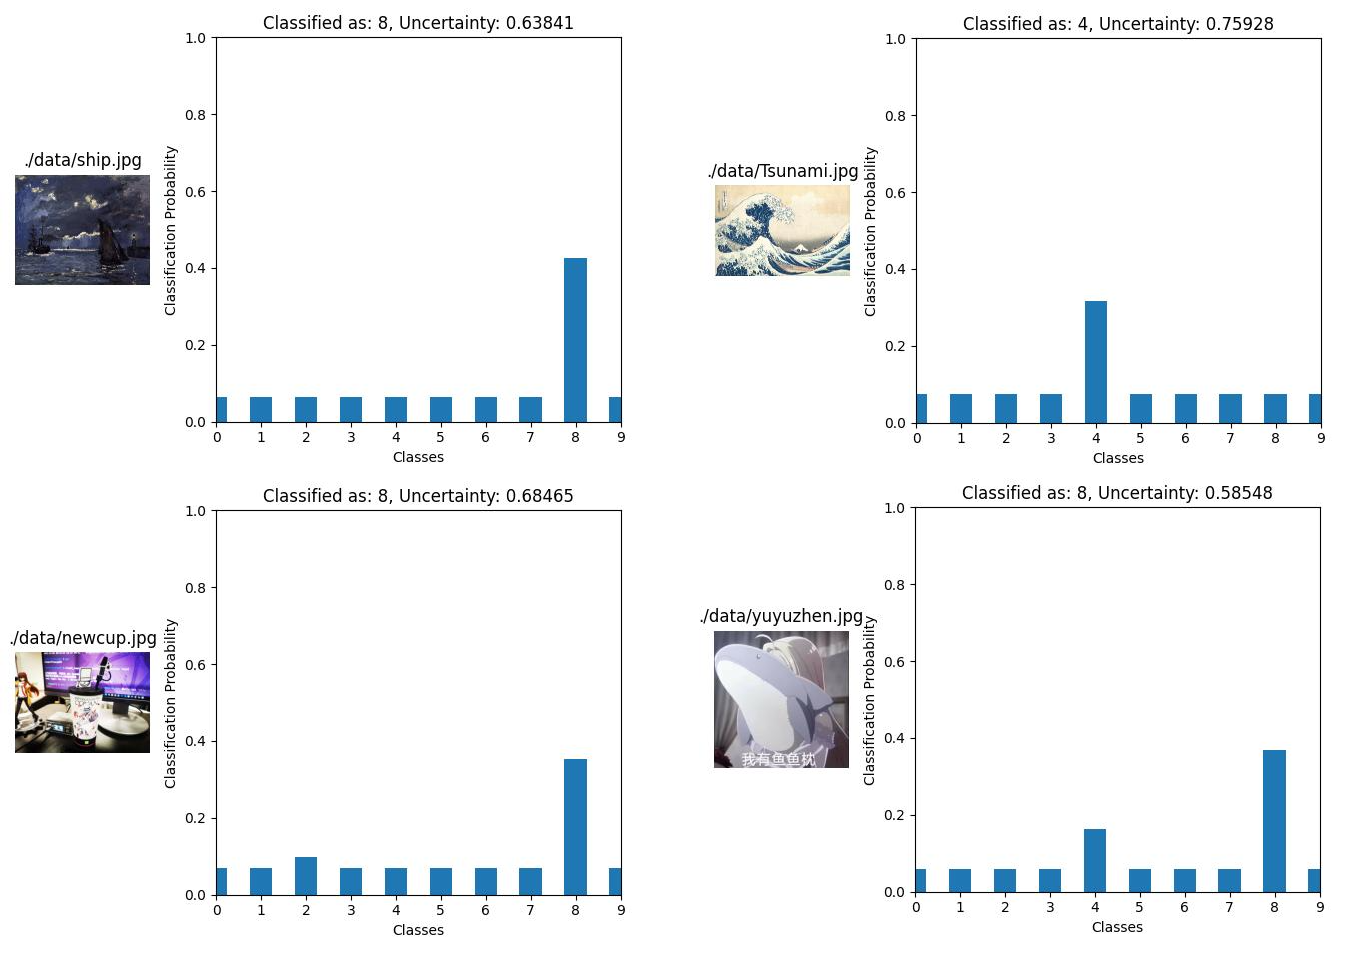 Classified as: 8, Uncertainty: 0.63841
./data/ship.jpg
Classification Probability
1.0
0.8
0.6
0.4
0.2
0.0
0 1 2 3 4 5 6 7 8 9
Classes
Classified as: 4, Uncertainty: 0.75928
./data/Tsunami.jpg
Classification Probability
1.0
0.8
0.6
0.4
0.2
0.0
0 1 2 3 4 5 6 7 8 9
Classes
Classified as: 8, Uncertainty: 0.68465
./data/newcup.jpg
Classification Probability
1.0
0.8
0.6
0.4
0.2
0.0
0 1 2 3 4 5 6 7 8 9
Classes
Classified as: 8, Uncertainty: 0.58548
./data/yuyuzhen.jpg
我有鱼鱼枕
Classification Probability
1.0
0.8
0.6
0.4
0.2
0.0
0 1 2 3 4 5 6 7 8 9
Classes